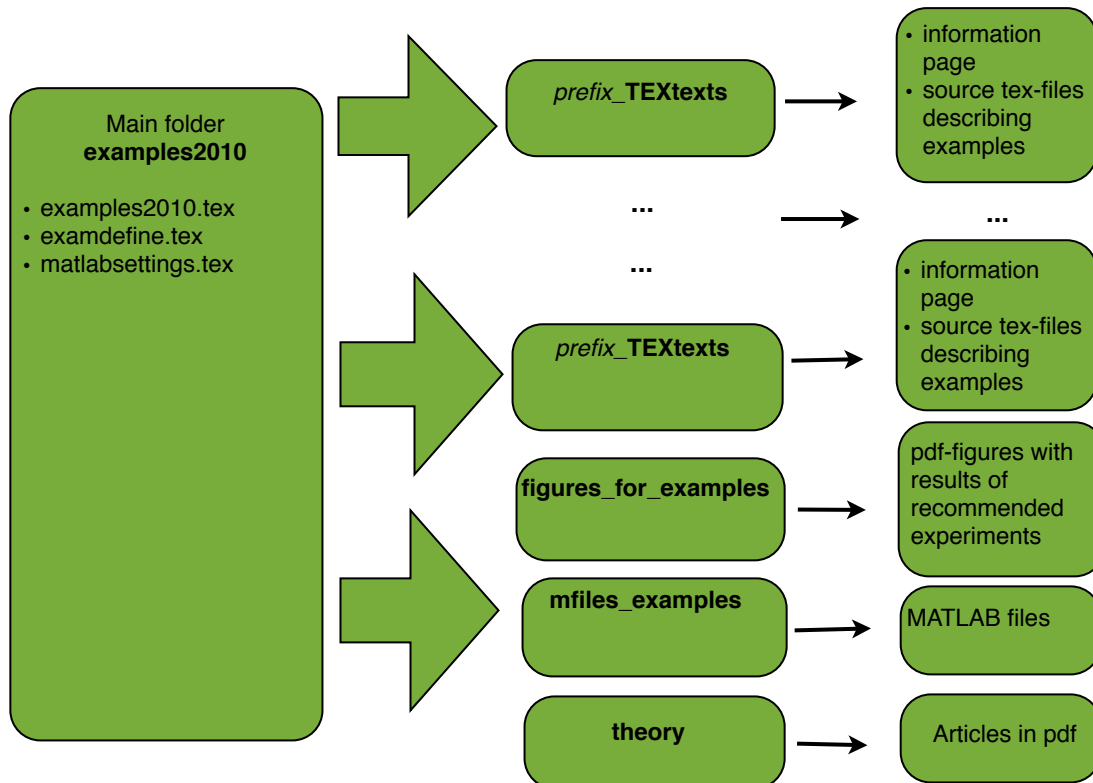 Main folder
examples2010
• examples2010.tex
• examdefine.tex
• matlabsettings.tex
prefix_TEXtexts
• information
page
• source tex-files
describing
examples
...
...
...
prefix_TEXtexts
• information
page
• source tex-files
describing
examples
figures_for_examples
pdf-figures with
results of
recommended
experiments
mfiles_examples
MATLAB files
theory
Articles in pdf